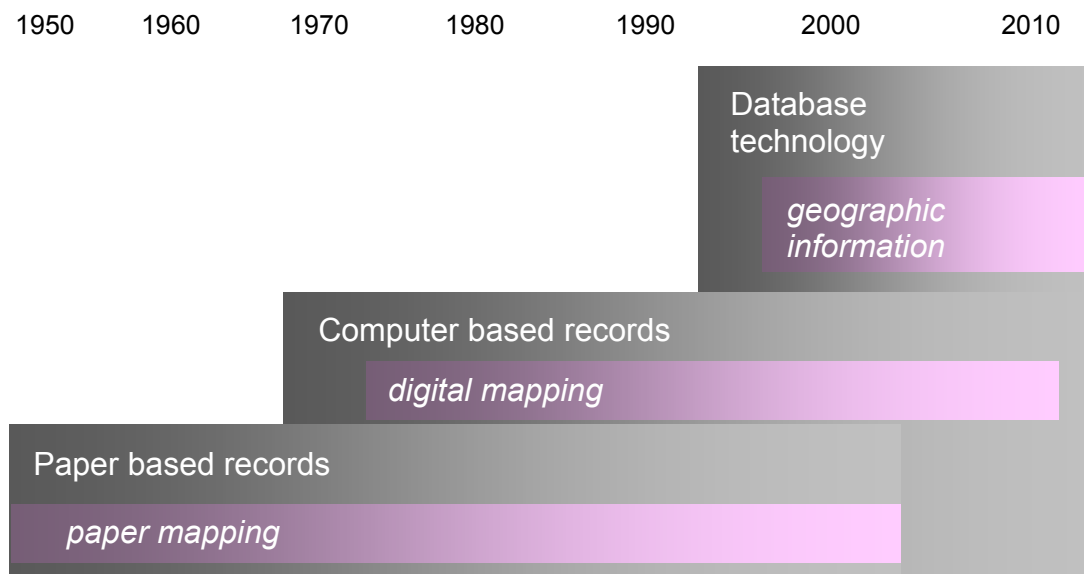 1950 1960 1970 1980 1990 2000 2010
Database
technology
geographic
information
Computer based records
digital mapping
Paper based records
paper mapping